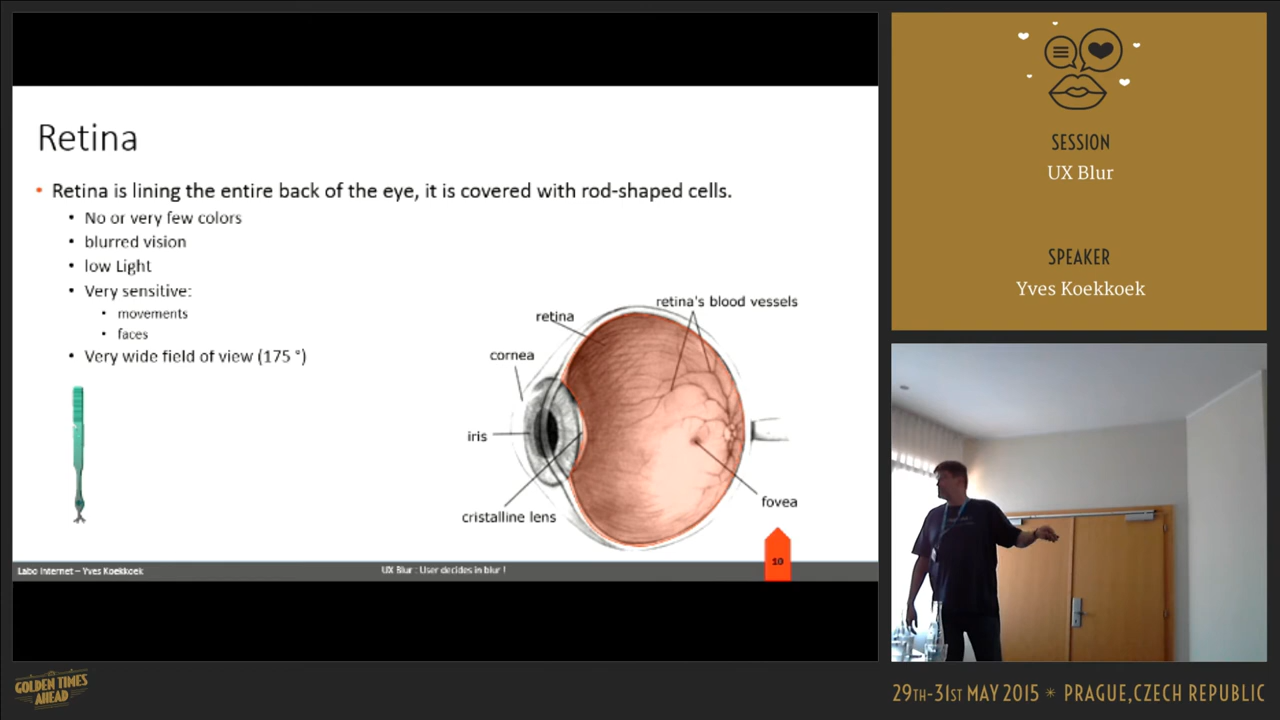 Retina
Retina is lining the entire back of the eye, it is covered with rod-shaped cells.
No or very few colors
blurred vision
low Light
Very sensitive:
movements
faces
Very wide field of view (175 °)
retina's blood vessels
retina
cornea
iris
fovea
cristalline lens
10
Labo Internet – Yves Koekkoek
UX Blur : User decides in blur !
SESSION
UX Blur
SPEAKER
Yves Koekkoek
GOLDEN TIMES
AHEAD
29TH-31ST MAY 2015 * PRAGUE, CZECH REPUBLIC